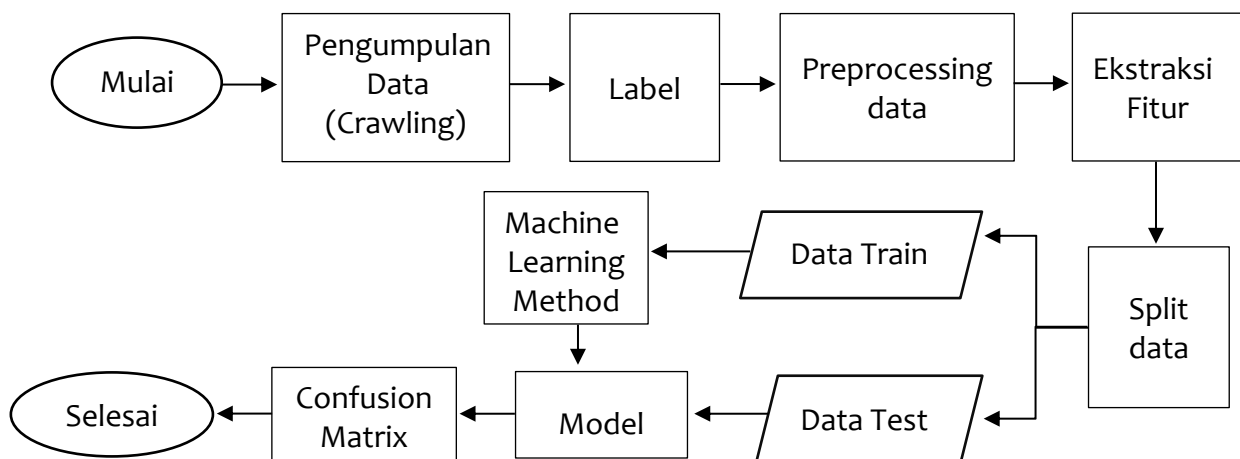 Mulai
Pengumpulan
Data
(Crawling)
Label
Preprocessing
data
Ekstraksi
Fitur
Machine
Learning
Method
Data Train
Split
data
Selesai
Confusion
Matrix
Model
Data Test